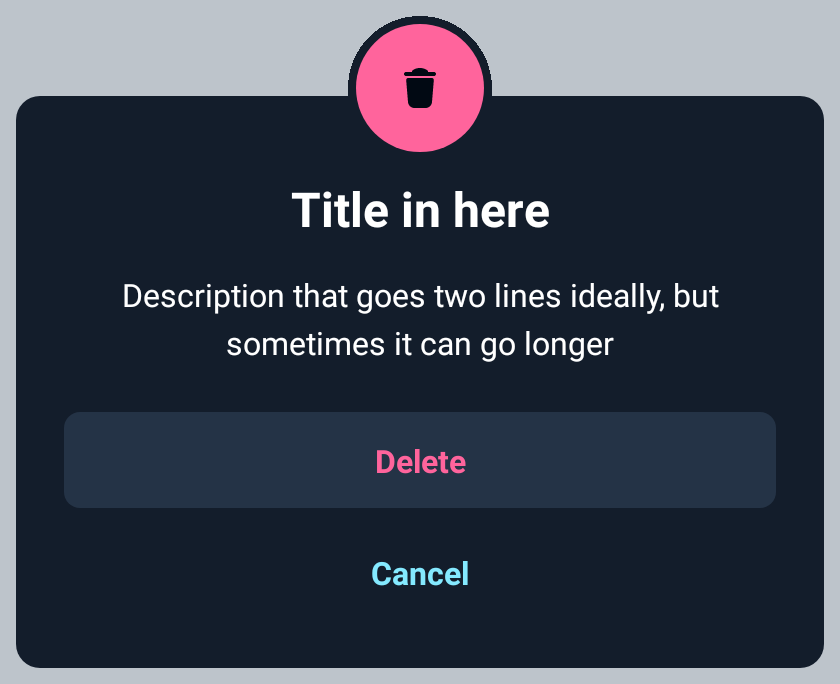 Title in here
Description that goes two lines ideally, but
sometimes it can go longer
Delete
Cancel